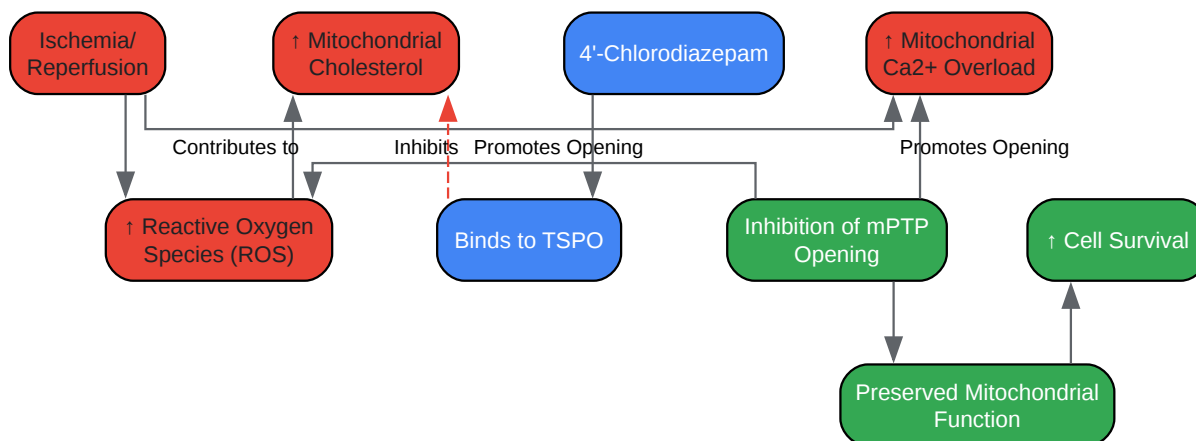 Ischemia/
Reperfusion
↑ Mitochondrial
Cholesterol
4'-Chlorodiazepam
↑ Mitochondrial
Ca2+ Overload
Contributes to
Inhibits
Promotes Opening
Promotes Opening
↑ Reactive Oxygen
Species (ROS)
Binds to TSPO
Inhibition of mPTP
Opening
↑ Cell Survival
Preserved Mitochondrial
Function